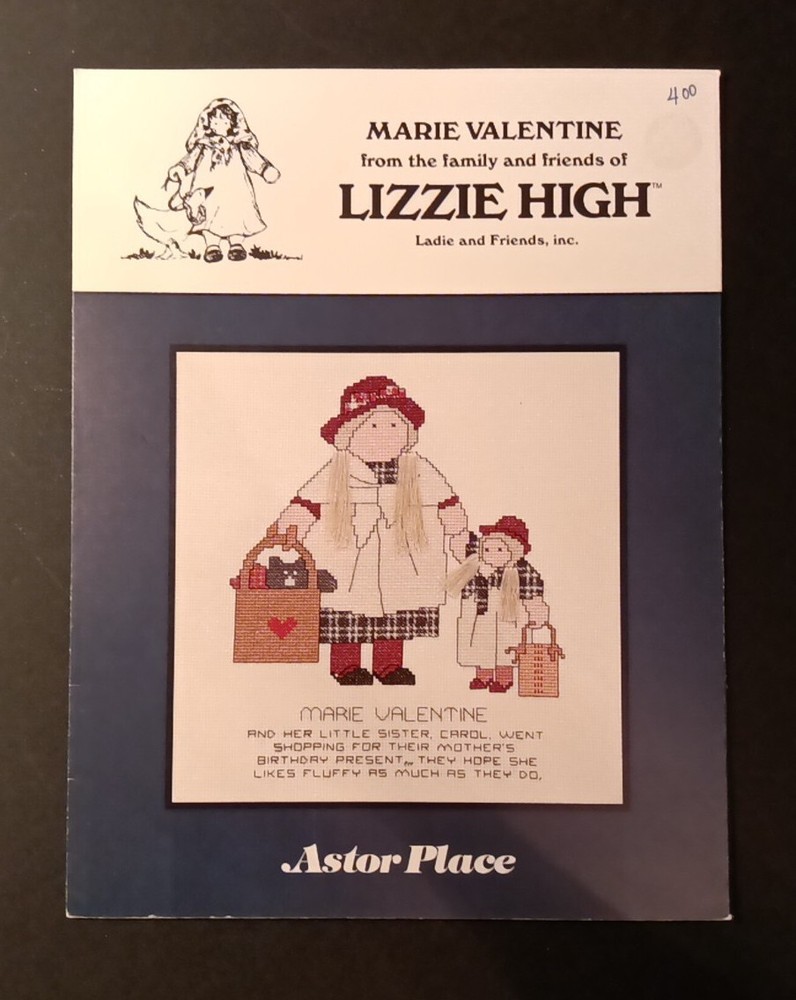 4 00
MARIE VALENTINE
from the family and friends of
LIZZIE HIGH™
Ladie and Friends, inc.
MARIE VALENTINE
AND HER LITTLE SISTER, CAROL, WENT
SHOPPING FOR THEIR MOTHER'S
BIRTHDAY PRESENT. THEY HOPE SHE
LIKES FLUFFY AS MUCH AS THEY DO.
Astor Place